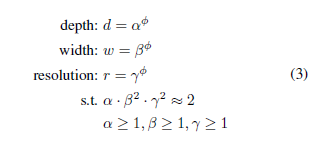 depth: d = α^ϕ
width: w = β^ϕ
resolution: r = γ^ϕ (3)
s.t. α · β² · γ² ≈ 2
α ≥ 1, β ≥ 1, γ ≥ 1